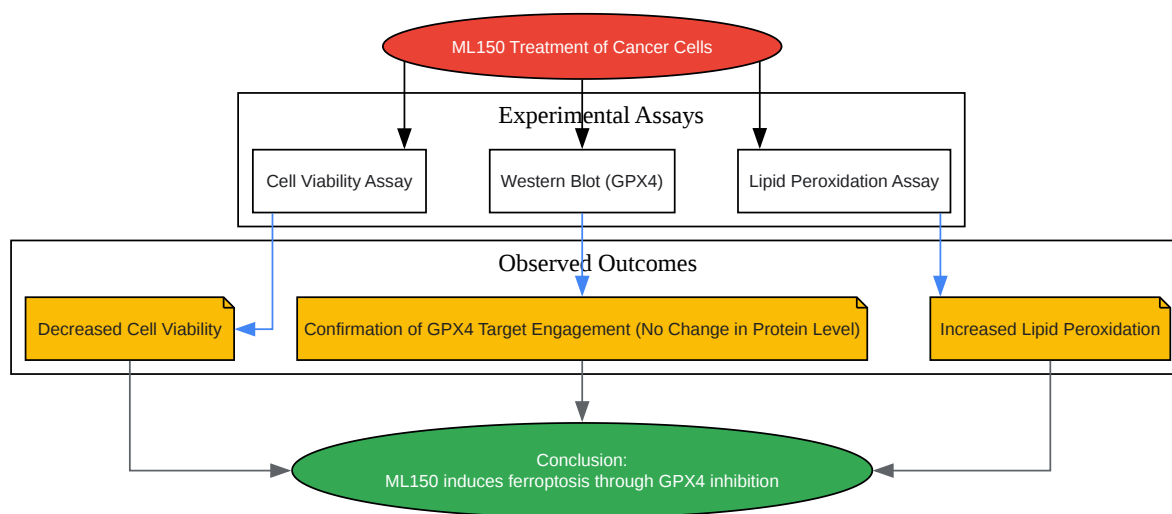 ML150 Treatment of Cancer Cells
Experimental Assays
Cell Viability Assay
Western Blot (GPX4)
Lipid Peroxidation Assay
Observed Outcomes
Decreased Cell Viability
Confirmation of GPX4 Target Engagement (No Change in Protein Level)
Increased Lipid Peroxidation
Conclusion:
ML150 induces ferroptosis through GPX4 inhibition